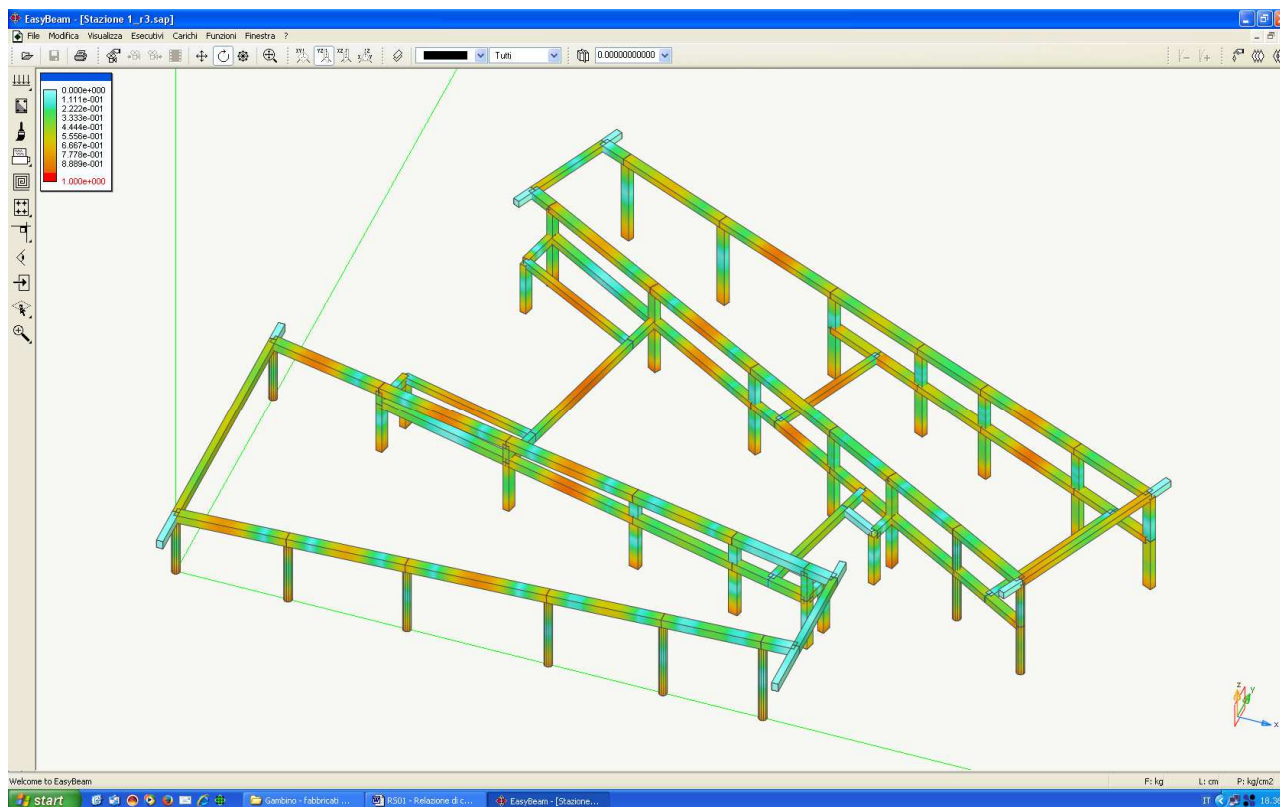 EasyBeam - [Stazione 1_r3.sap]
File Modifica Visualizza Esecutivi Carichi Funzioni Finestra ?
Tutti
0.00000000000
0.000e+000
1.111e-001
2.222e-001
3.333e-001
4.444e-001
5.556e-001
6.667e-001
7.778e-001
8.889e-001
1.000e+000
z
y
x
Welcome to EasyBeam
F: kg
L: cm
P: kg/cm2
start
Gambino - fabbricati ...
RS01 - Relazione di c...
EasyBeam - [Stazione...
IT